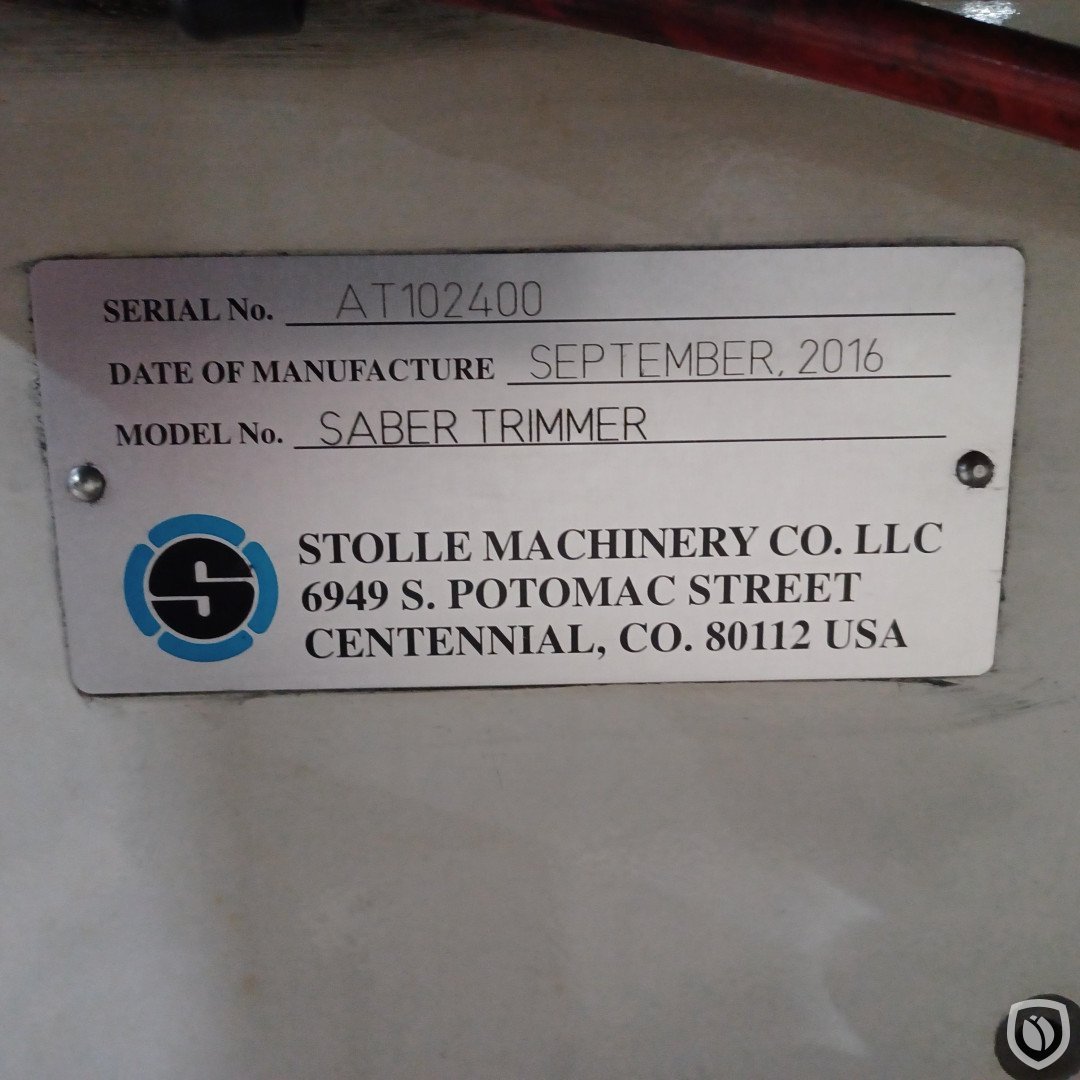 SERIAL No. AT102400
DATE OF MANUFACTURE SEPTEMBER, 2016
MODEL No. SABER TRIMMER
S
STOLLE MACHINERY CO. LLC
6949 S. POTOMAC STREET
CENTENNIAL, CO. 80112 USA